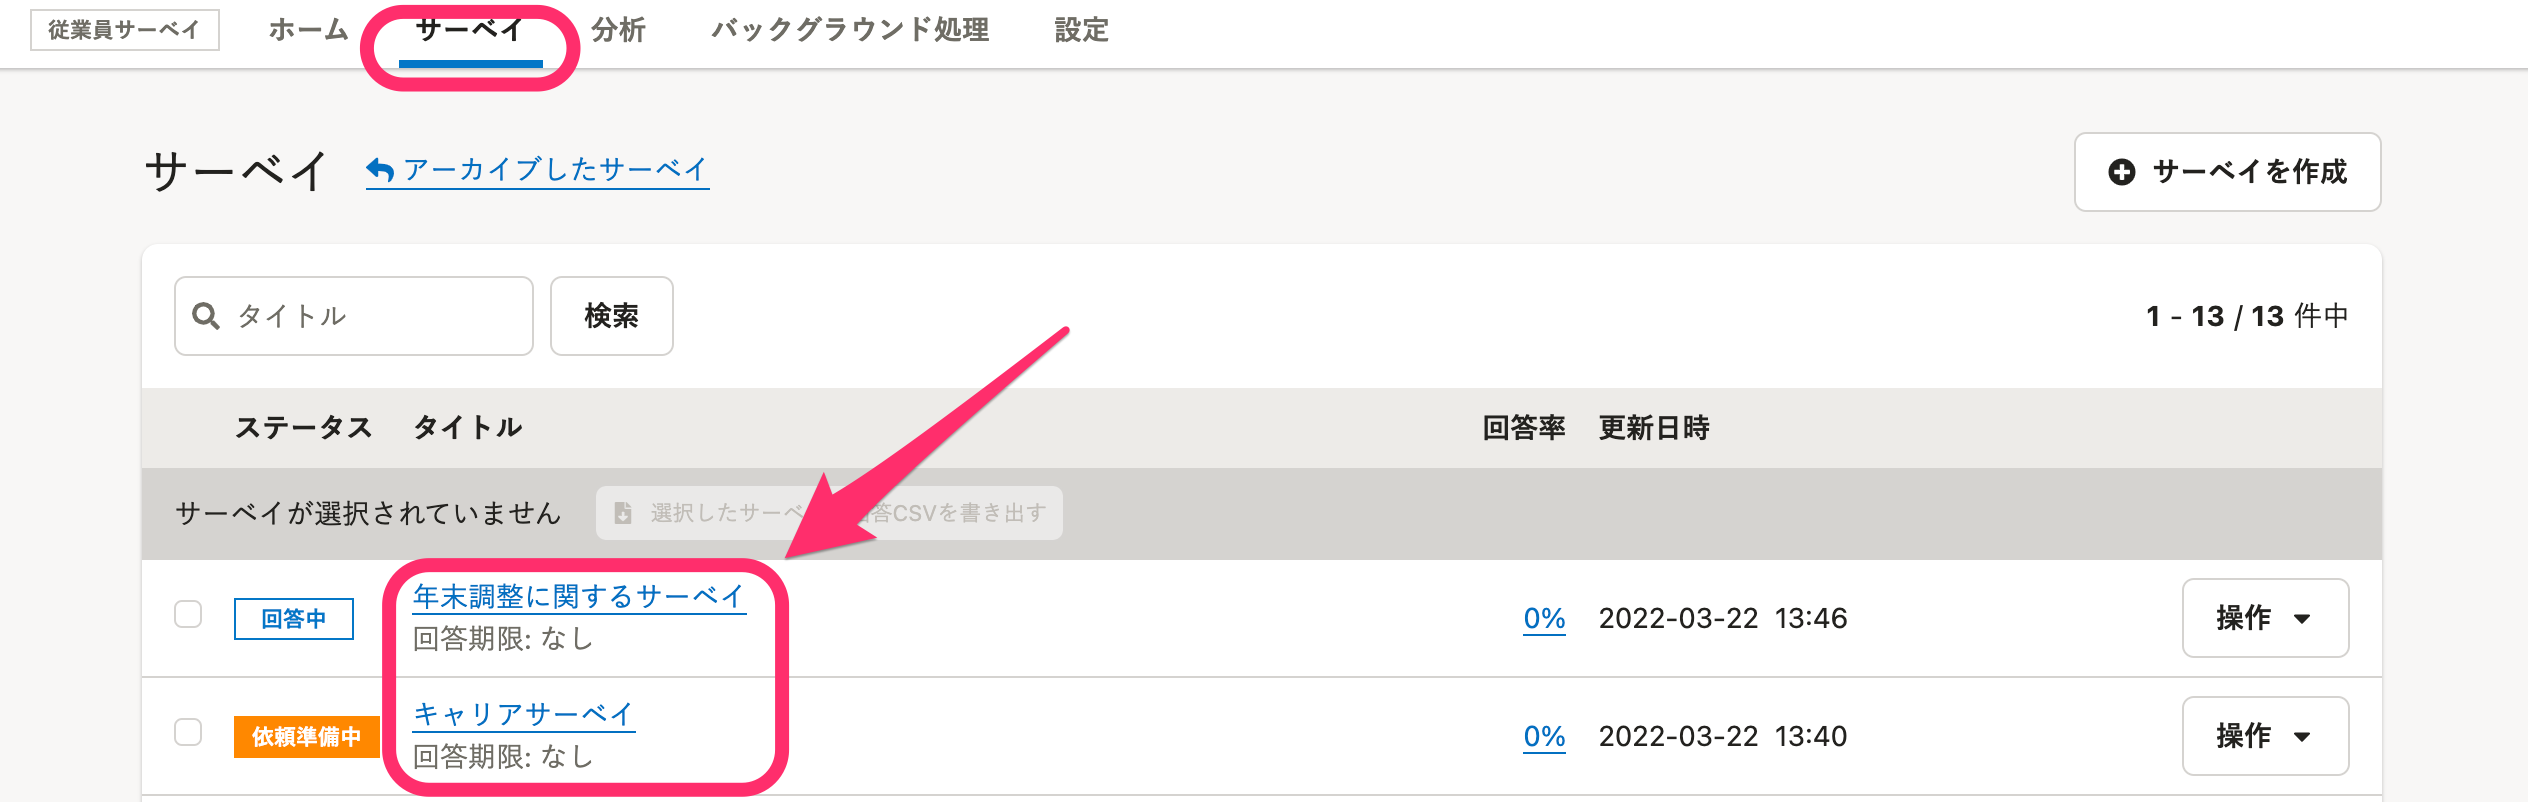 従業員サーベイ ホーム サーベイ 分析 バックグラウンド処理 設定
サーベイ アーカイブしたサーベイ サーベイを作成
タイトル 検索 1 - 13 / 13 件中
ステータス タイトル 回答率 更新日時
サーベイが選択されていません 選択したサーベ 答CSVを書き出す
回答中 年末調整に関するサーベイ 0% 2022-03-22 13:46 操作
回答期限: なし
依頼準備中 キャリアサーベイ 0% 2022-03-22 13:40 操作
回答期限: なし